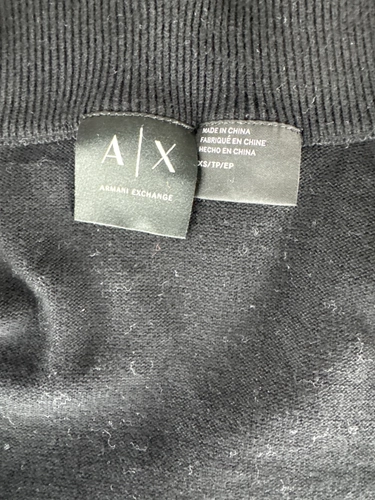 A|X
ARMANI EXCHANGE
MADE IN CHINA
FABRIQUÉ EN CHINE
HECHO EN CHINA
XS/TP/EP